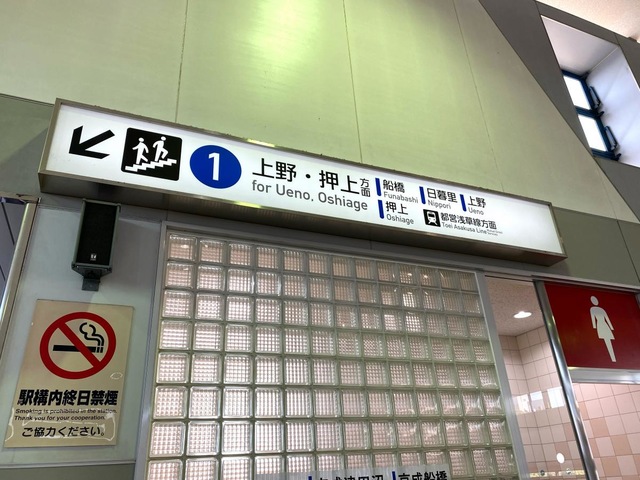 1 上野・押上方面
for Ueno, Oshiage
船橋 日暮里 上野
Funabashi Nippori Ueno
押上 都営浅草線方面
Oshiage Toei Asakusa Line
駅構内終日禁煙
Smoking is prohibited in the station.
Thank you for your cooperation.
ご協力ください。
京成船橋